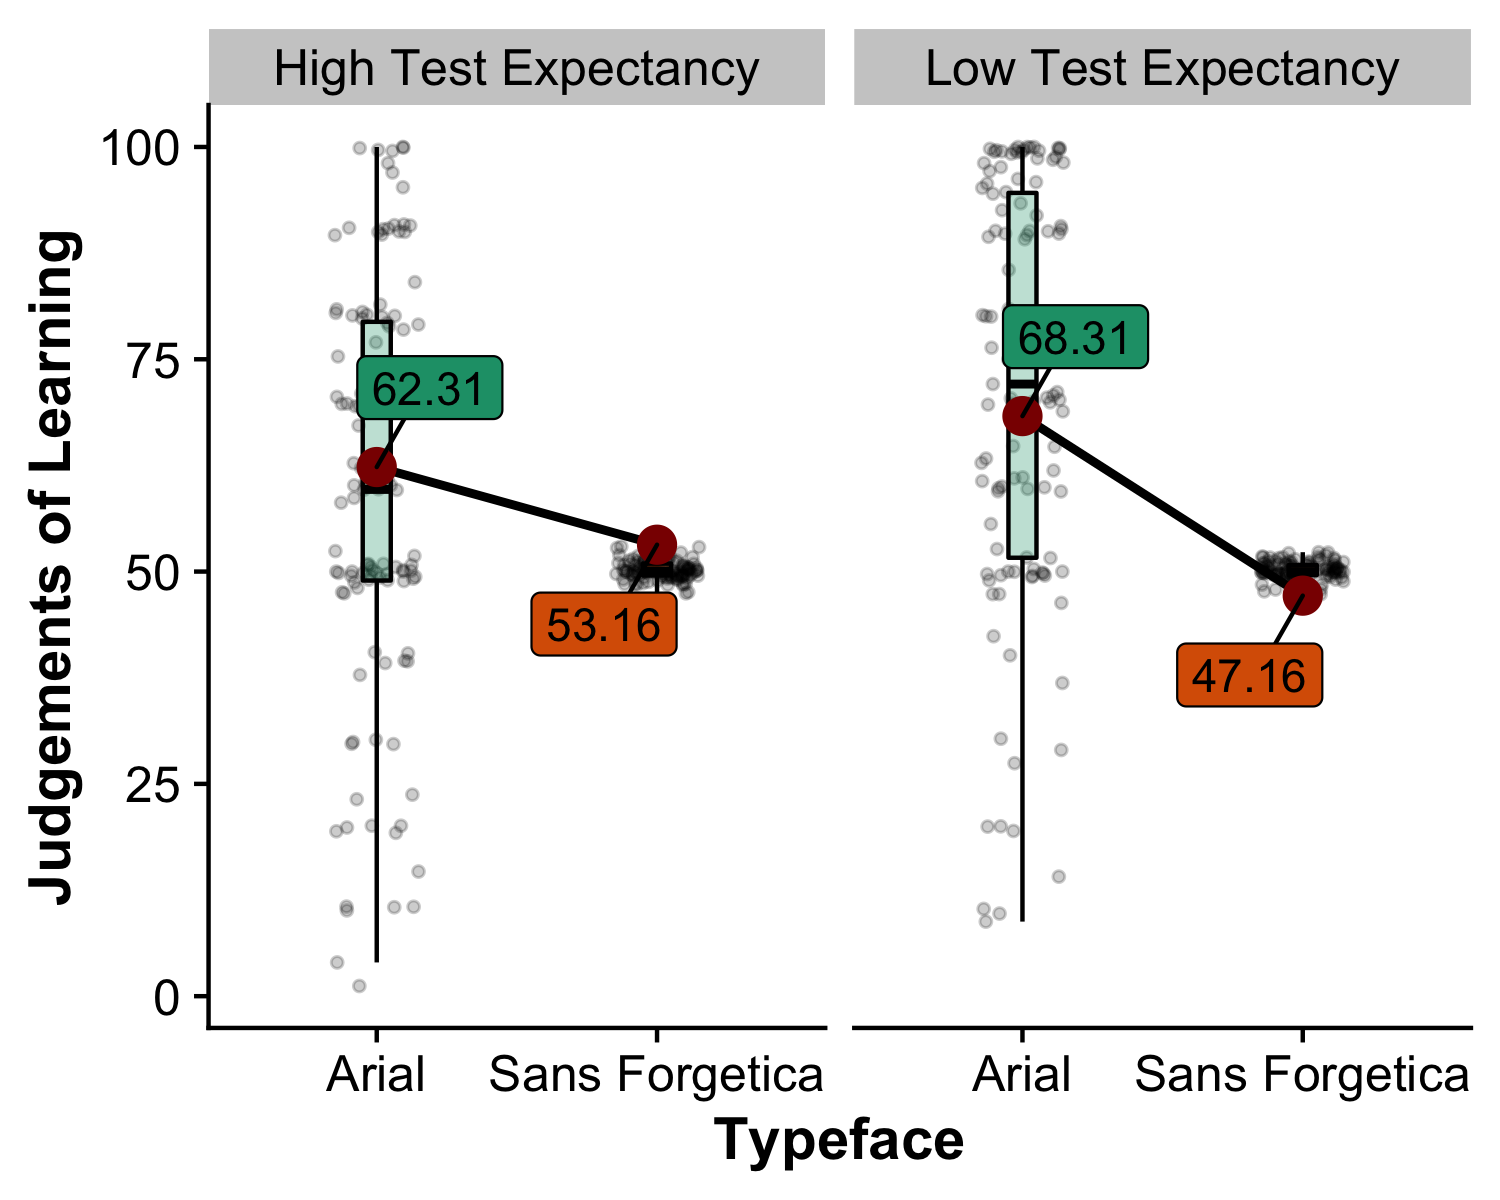 High Test Expectancy
Low Test Expectancy
Judgements of Learning
100
75
50
25
0
62.31
53.16
68.31
47.16
Arial
Sans Forgetica
Arial
Sans Forgetica
Typeface